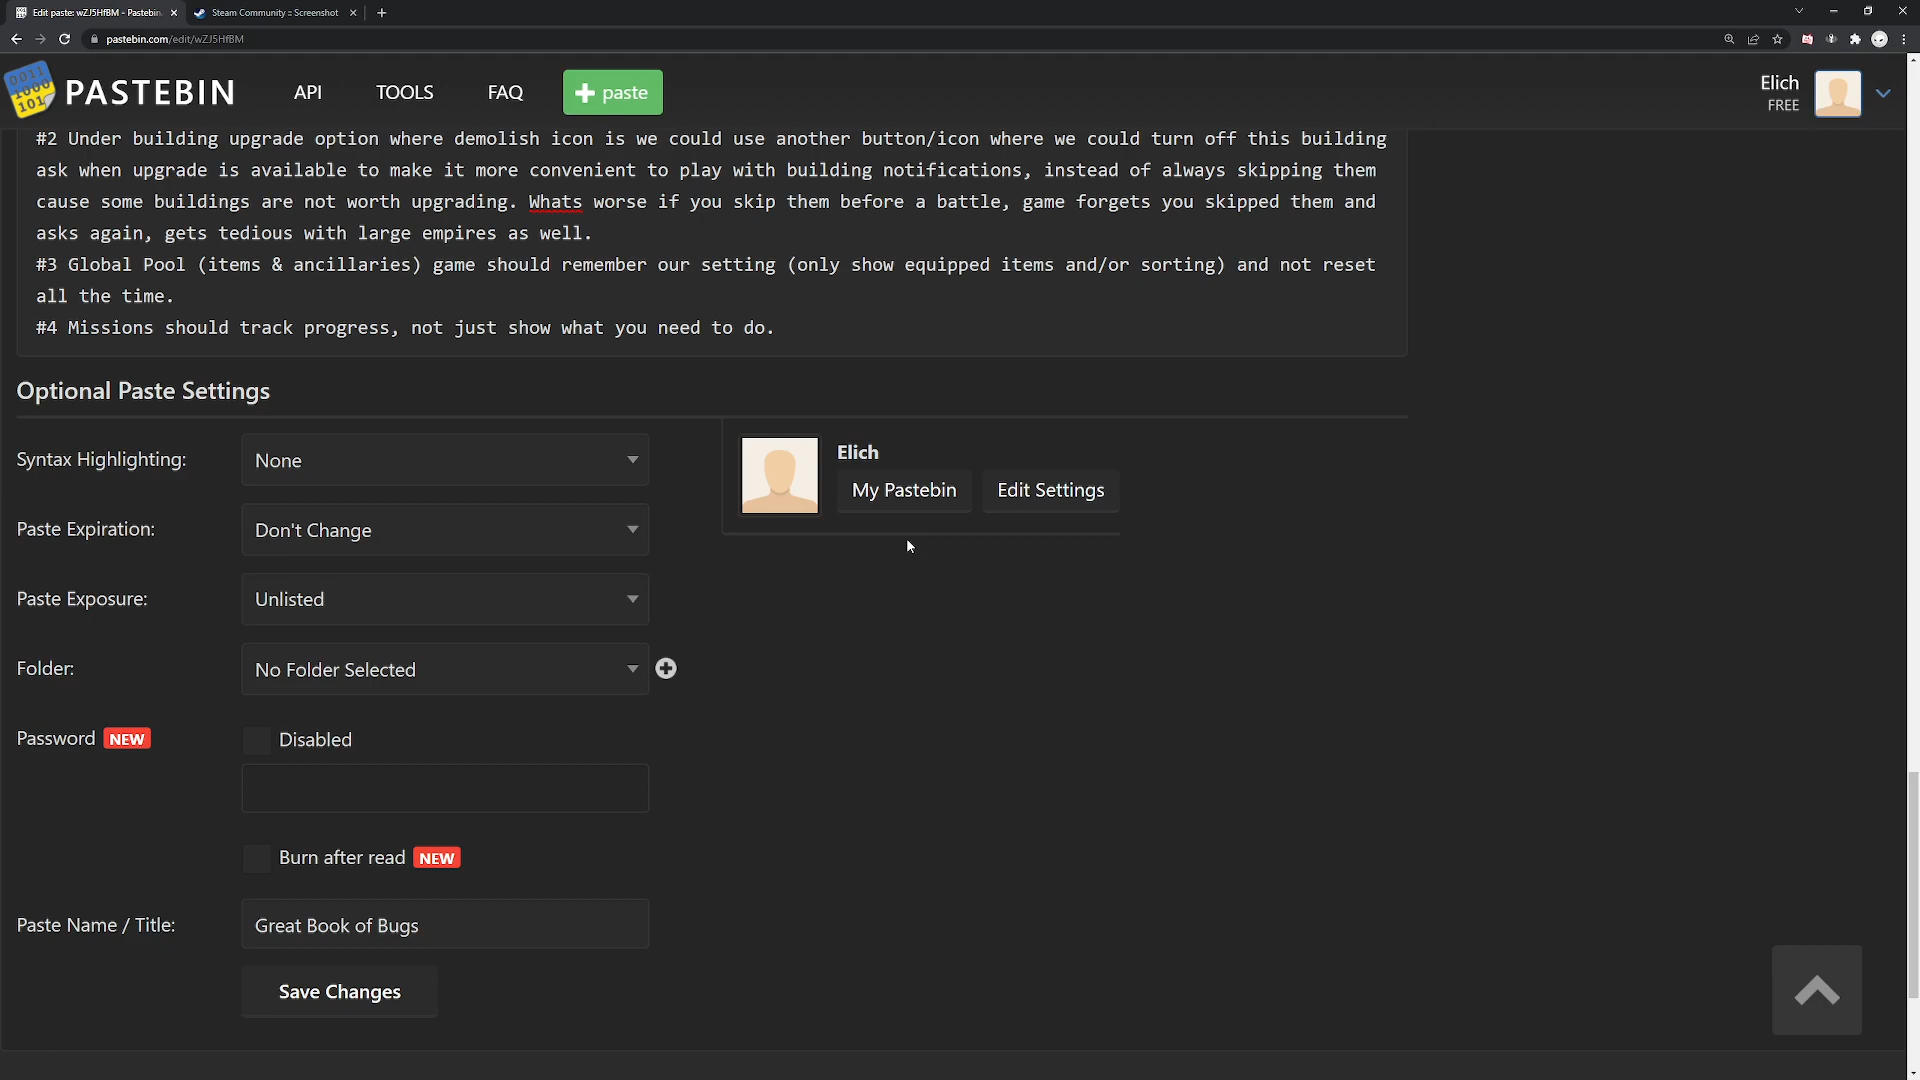 Edit paste: wZJ5HfBM - Pastebin
Steam Community :: Screenshot
pastebin.com/edit/wZJ5HfBM
PASTEBIN
API
TOOLS
FAQ
paste
Elich
FREE
#2 Under building upgrade option where demolish icon is we could use another button/icon where we could turn off this building
ask when upgrade is available to make it more convenient to play with building notifications, instead of always skipping them
cause some buildings are not worth upgrading. Whats worse if you skip them before a battle, game forgets you skipped them and
asks again, gets tedious with large empires as well.
#3 Global Pool (items & ancillaries) game should remember our setting (only show equipped items and/or sorting) and not reset
all the time.
#4 Missions should track progress, not just show what you need to do.
Optional Paste Settings
Syntax Highlighting:
None
Elich
My Pastebin
Edit Settings
Paste Expiration:
Don't Change
Paste Exposure:
Unlisted
Folder:
No Folder Selected
Password NEW
Disabled
Burn after read NEW
Paste Name / Title:
Great Book of Bugs
Save Changes